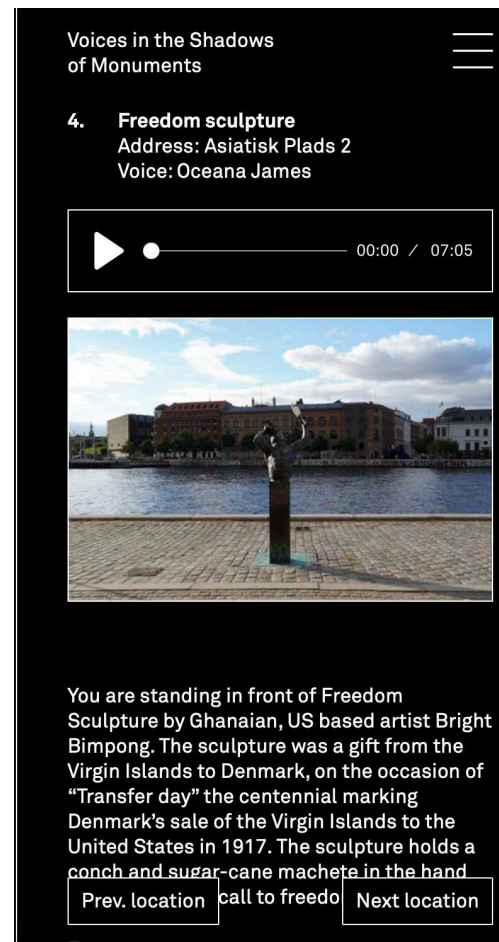 Voices in the Shadows
of Monuments
4. Freedom sculpture
Address: Asiatisk Plads 2
Voice: Oceana James
00:00 / 07:05
You are standing in front of Freedom
Sculpture by Ghanaian, US based artist Bright
Bimpong. The sculpture was a gift from the
Virgin Islands to Denmark, on the occasion of
“Transfer day” the centennial marking
Denmark’s sale of the Virgin Islands to the
United States in 1917. The sculpture holds a
conch and sugar-cane machete in the hand
call to
Prev. location
Next location